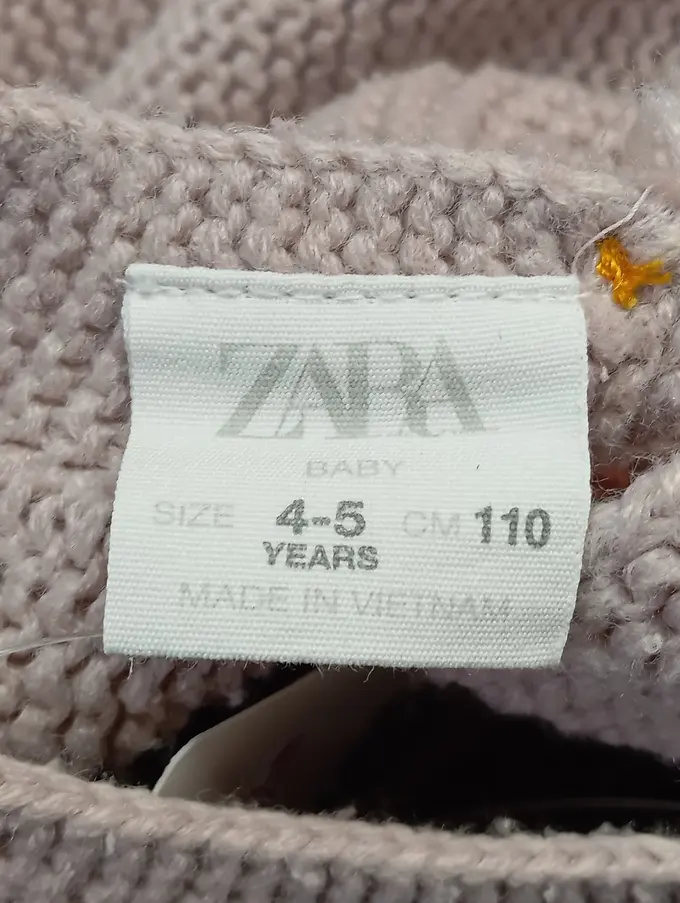 ZARA
BABY
SIZE 4-5 CM 110
YEARS
MADE IN VIETNAM